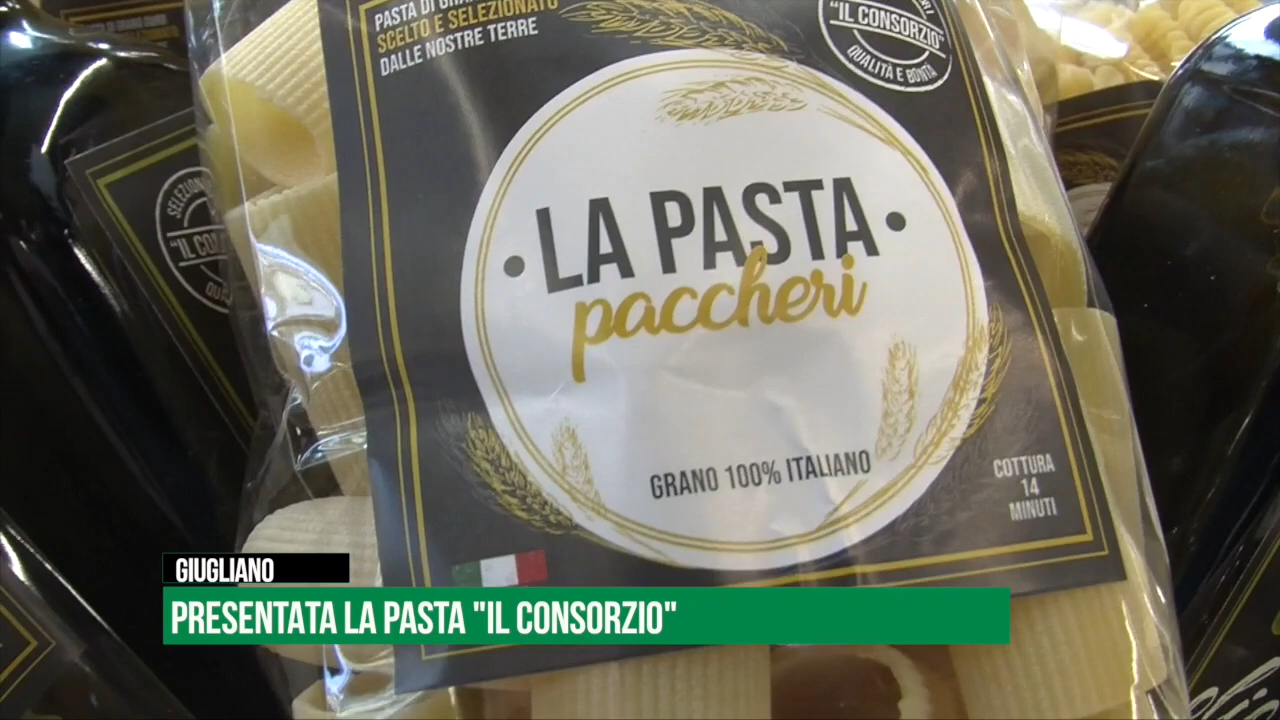 PASTA DI
SCELTO E SELEZIONATO
DALLE NOSTRE TERRE
"IL CONSORZIO"
QUALITÀ E BONTÀ
"IL
LA PASTA
paccheri
GRANO 100% ITALIANO
COTTURA
14
MINUTI
GIUGLIANO
PRESENTATA LA PASTA "IL CONSORZIO"